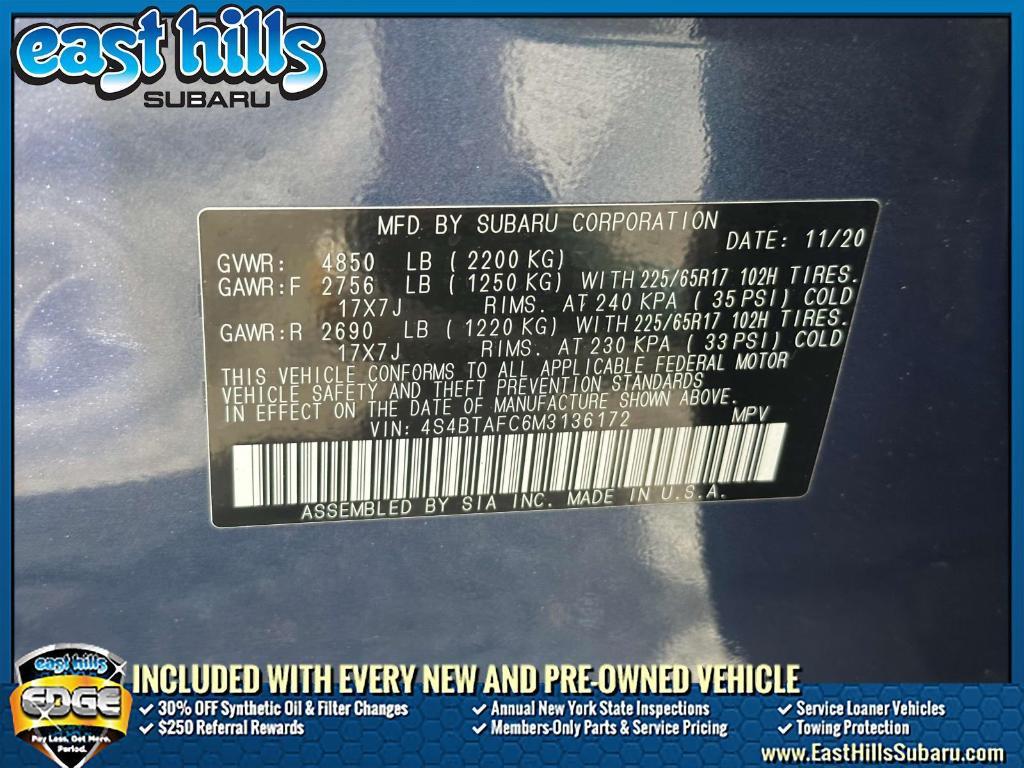 east hills
SUBARU
MFD BY SUBARU CORPORATION
DATE: 11/20
GVWR: 4850 LB (2200 KG)
GAWR:F 2756 LB (1250 KG) WITH 225/65R17 102H TIRES.
17X7J RIMS. AT 240 KPA (35 PSI) COLD
GAWR:R 2690 LB (1220 KG) WITH 225/65R17 102H TIRES.
17X7J RIMS. AT 230 KPA (33 PSI) COLD
THIS VEHICLE CONFORMS TO ALL APPLICABLE FEDERAL MOTOR
VEHICLE SAFETY AND THEFT PREVENTION STANDARDS
IN EFFECT ON THE DATE OF MANUFACTURE SHOWN ABOVE.
VIN: 4S4BTAFC6M3136172 MPV
ASSEMBLED BY SIA INC. MADE IN U.S.A.
east hills
EDGE
Pay Less. Get More.
Period.
INCLUDED WITH EVERY NEW AND PRE-OWNED VEHICLE
✓ 30% OFF Synthetic Oil & Filter Changes ✓ Annual New York State Inspections ✓ Service Loaner Vehicles
✓ $250 Referral Rewards ✓ Members-Only Parts & Service Pricing ✓ Towing Protection
www.EastHillsSubaru.com